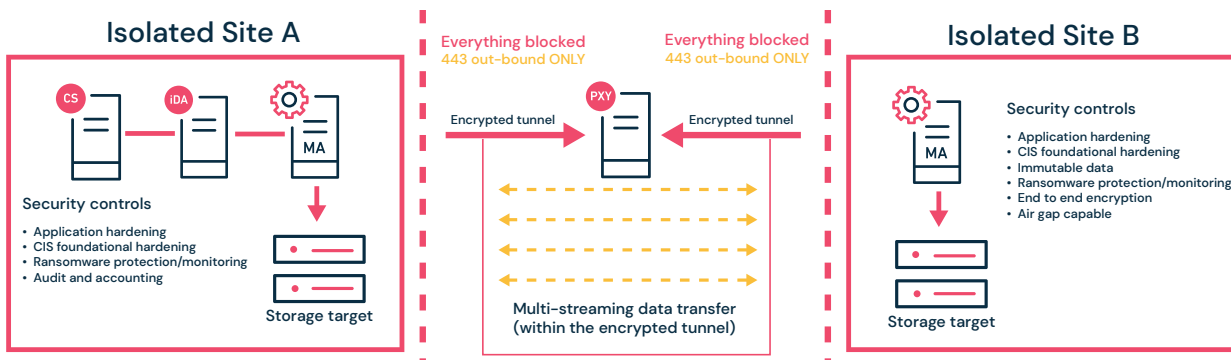 Isolated Site A
CS
iDA
MA
Security controls
• Application hardening
• CIS foundational hardening
• Ransomware protection/monitoring
• Audit and accounting
Storage target
Everything blocked
443 out-bound ONLY
Everything blocked
443 out-bound ONLY
PXY
Encrypted tunnel
Encrypted tunnel
Multi-streaming data transfer
(within the encrypted tunnel)
Isolated Site B
MA
Security controls
• Application hardening
• CIS foundational hardening
• Immutable data
• Ransomware protection/monitoring
• End to end encryption
• Air gap capable
Storage target